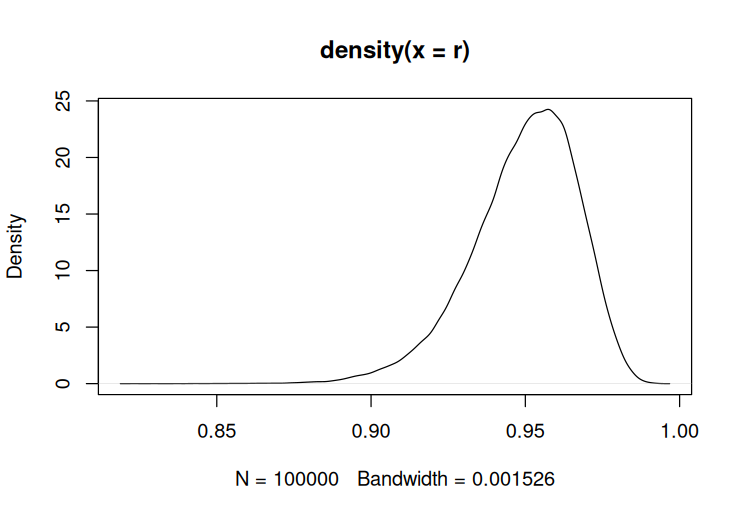 density(x = r)
Density
25
20
15
10
5
0
0.85 0.90 0.95 1.00
N = 100000 Bandwidth = 0.001526